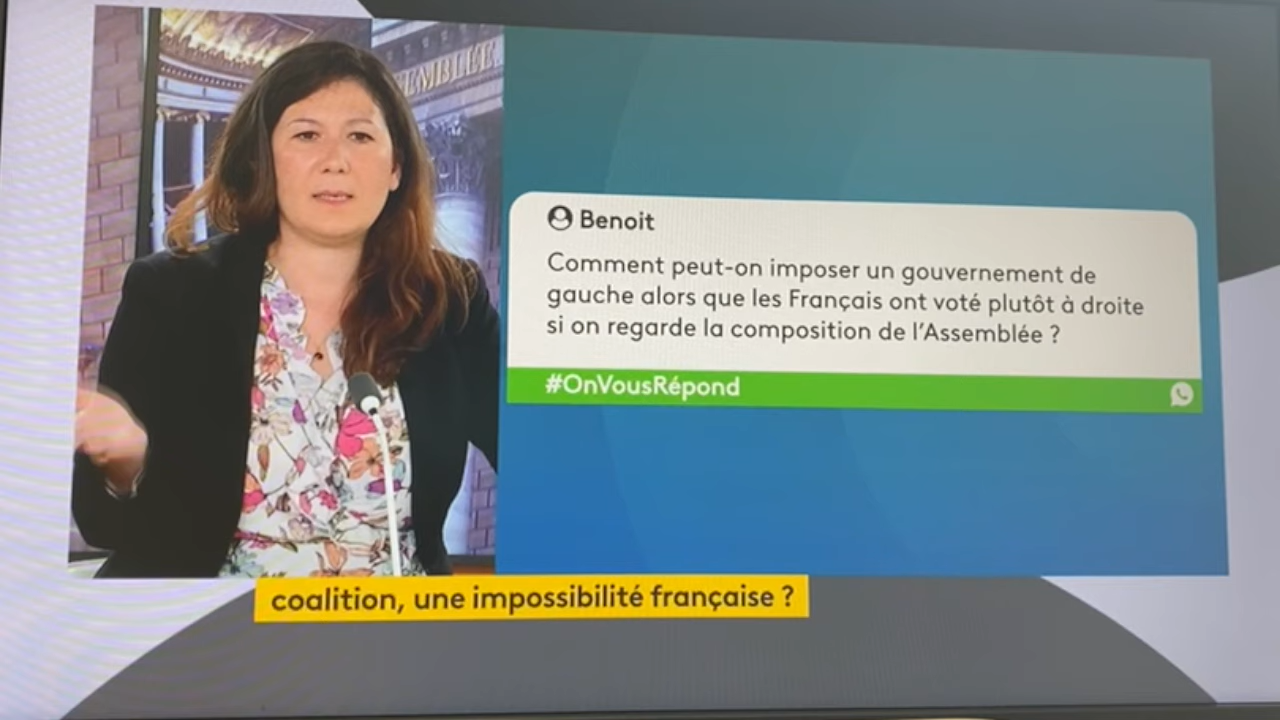 EMBLÉE
Benoit
Comment peut-on imposer un gouvernement de
gauche alors que les Français ont voté plutôt à droite
si on regarde la composition de l'Assemblée ?
#OnVousRépond
coalition, une impossibilité française ?